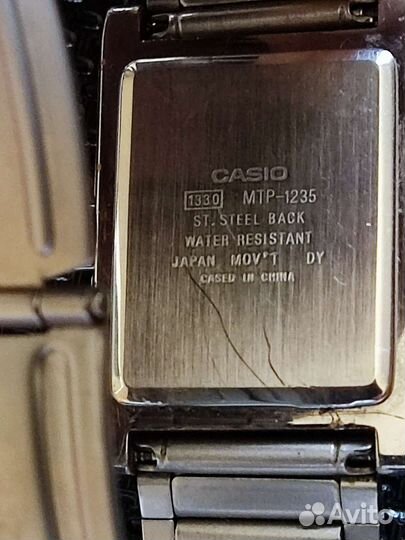 CASIO
1330 MTP-1235
ST. STEEL BACK
WATER RESISTANT
JAPAN MOV'T DY
CASED IN CHINA
Avito